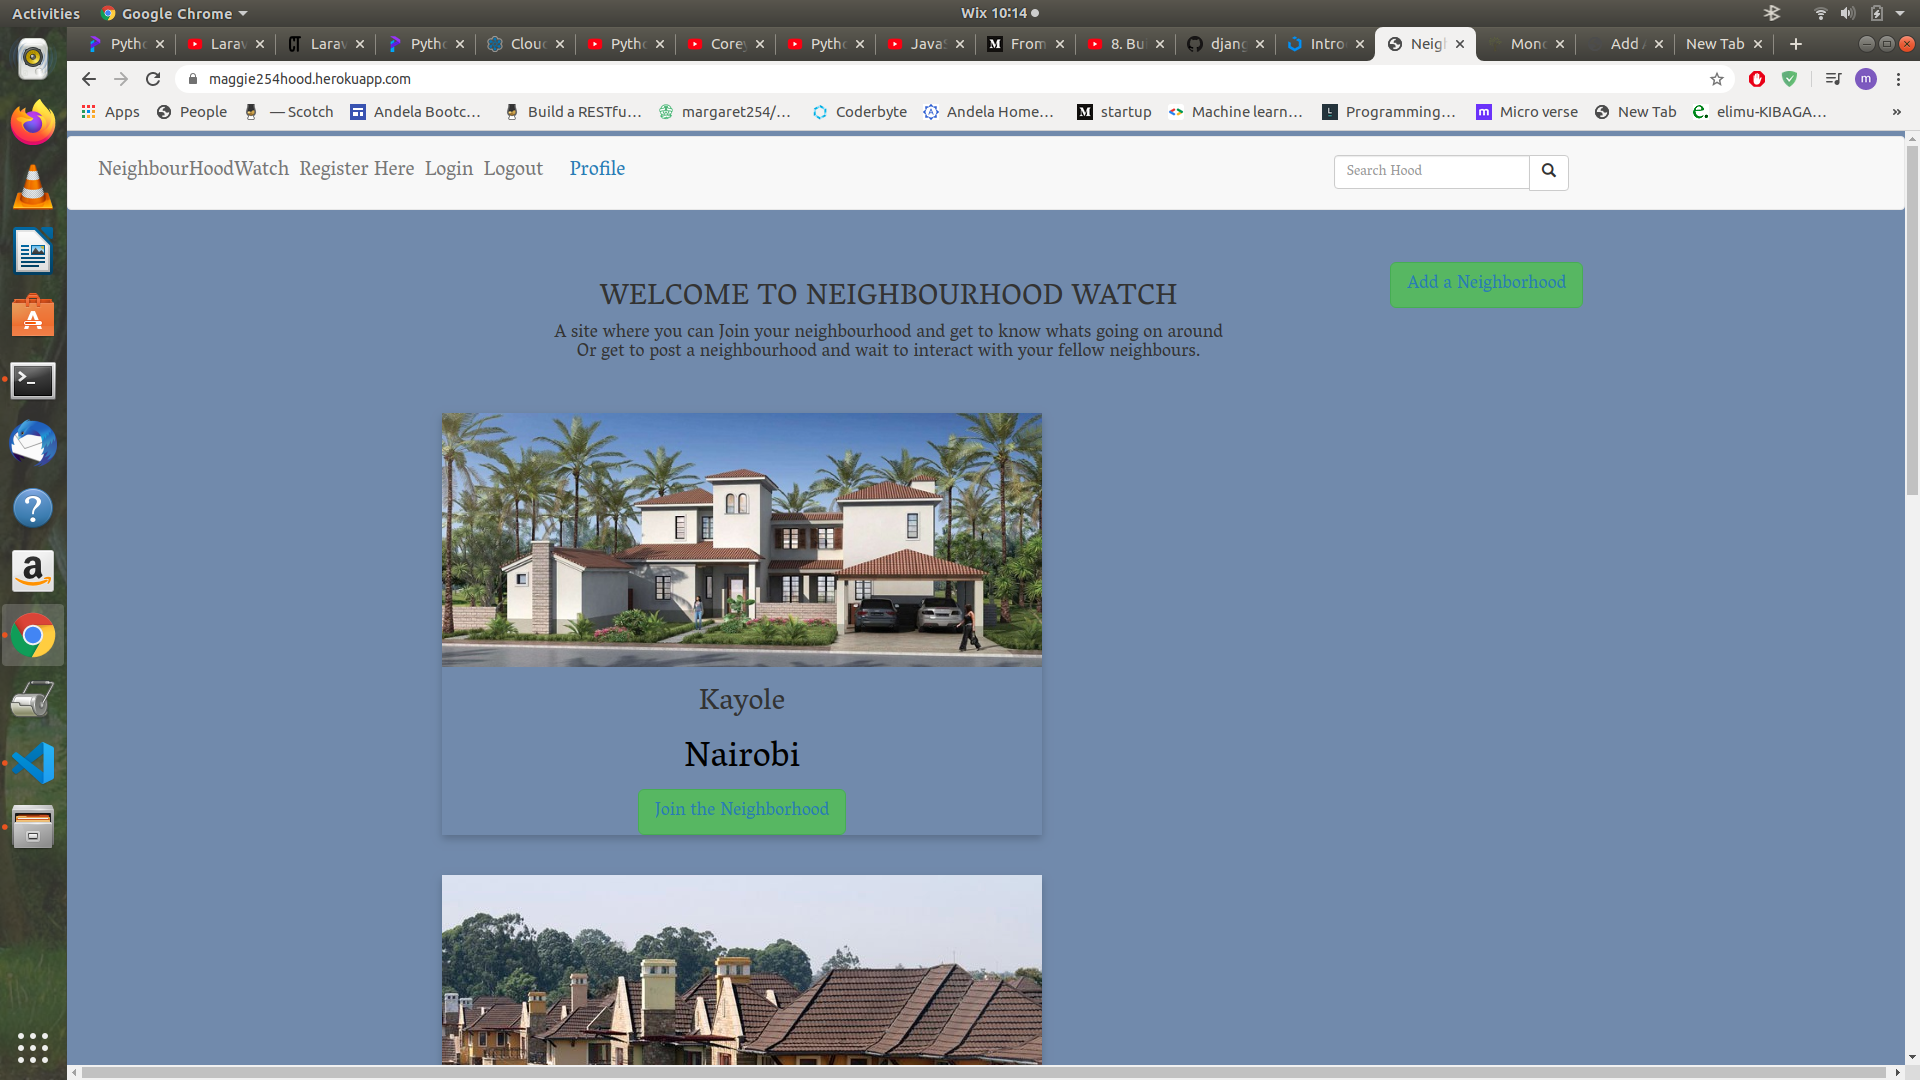 Activities Google Chrome Wix 10:14
Pytho Larav Larav Pytho Cloud Pytho Corey Pytho JavaS From 8. Bu djang Intro Neigh Mong Add A New Tab
maggie254hood.herokuapp.com m
Apps People — Scotch Andela Bootc… Build a RESTfu… margaret254/… Coderbyte Andela Home… startup Machine learn… Programming… Micro verse New Tab elimu-KIBAGA… »
NeighbourHoodWatch Register Here Login Logout Profile Search Hood
Add a Neighborhood
WELCOME TO NEIGHBOURHOOD WATCH
A site where you can Join your neighbourhood and get to know whats going on around
Or get to post a neighbourhood and wait to interact with your fellow neighbours.
Kayole
Nairobi
Join the Neighborhood